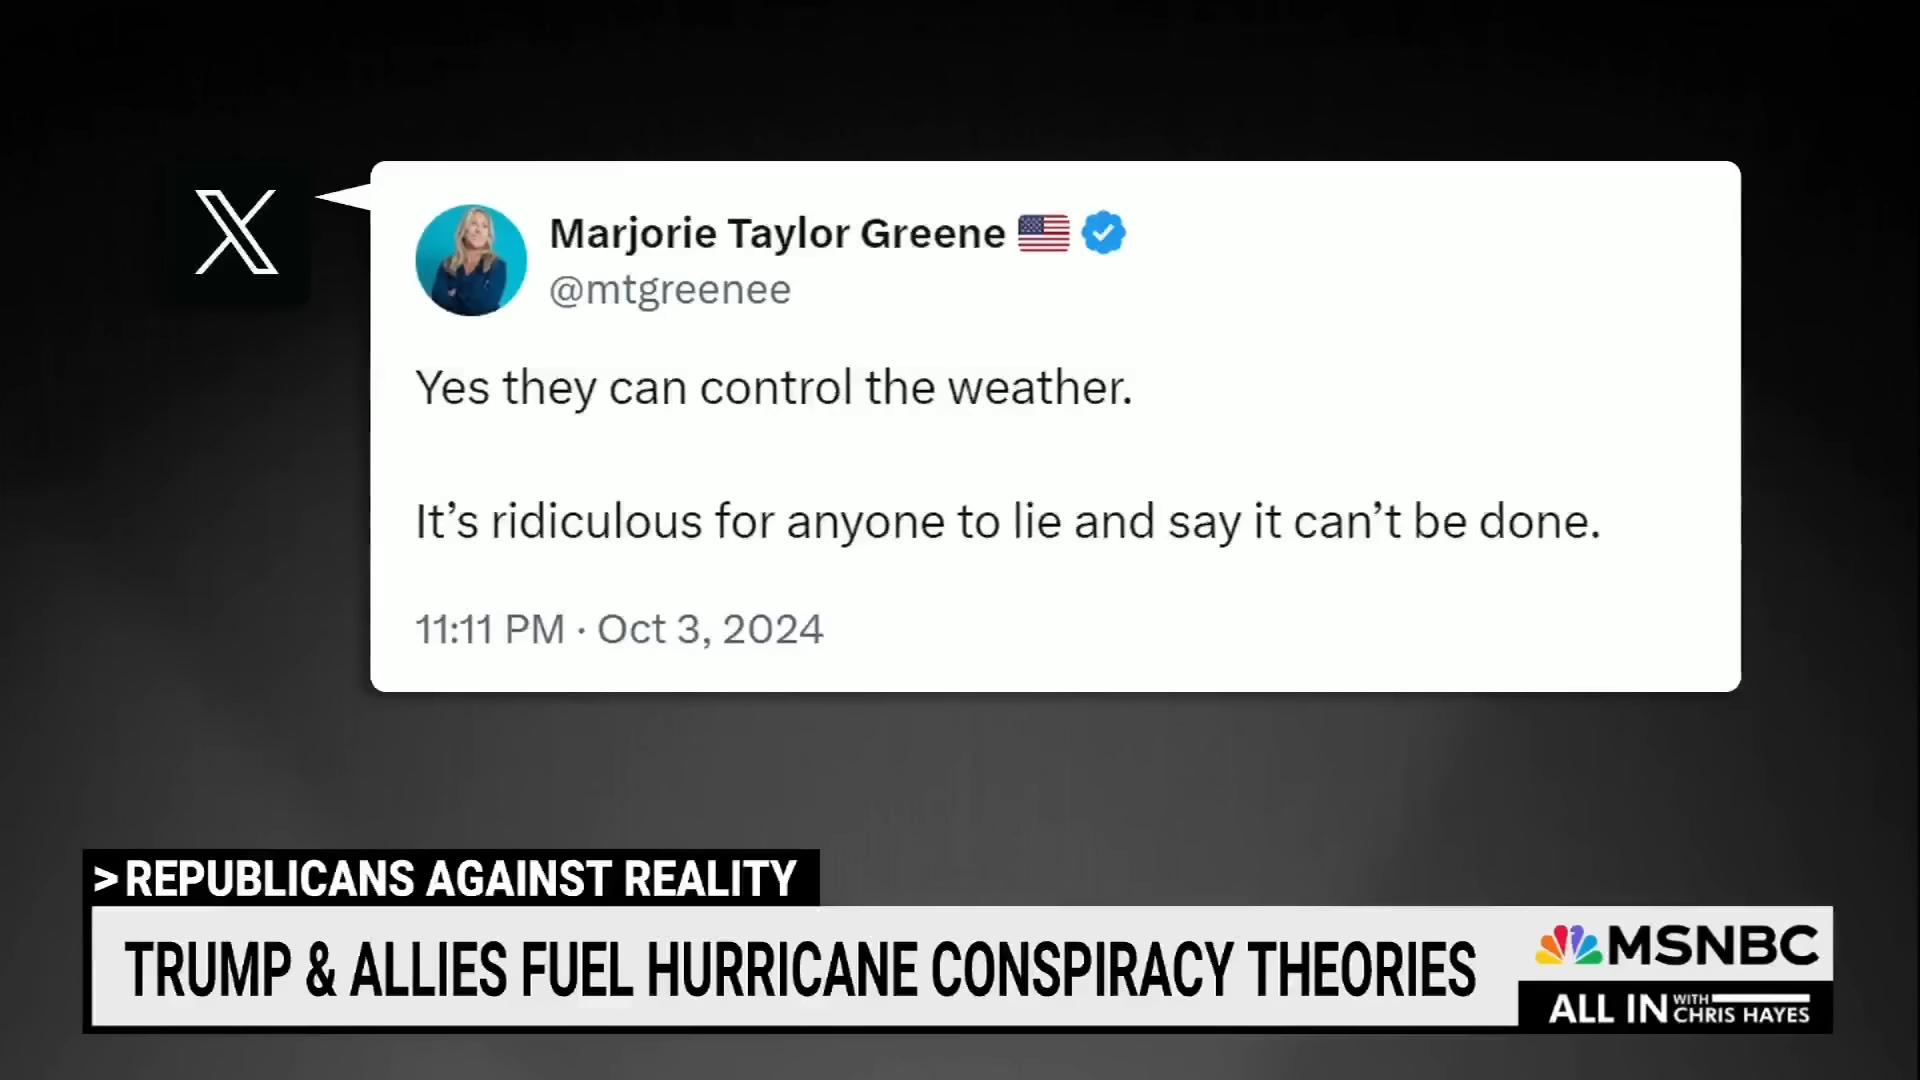 Marjorie Taylor Greene
@mtgreenee
Yes they can control the weather.
It’s ridiculous for anyone to lie and say it can’t be done.
11:11 PM · Oct 3, 2024
>REPUBLICANS AGAINST REALITY
TRUMP & ALLIES FUEL HURRICANE CONSPIRACY THEORIES
MSNBC
ALL IN WITH CHRIS HAYES